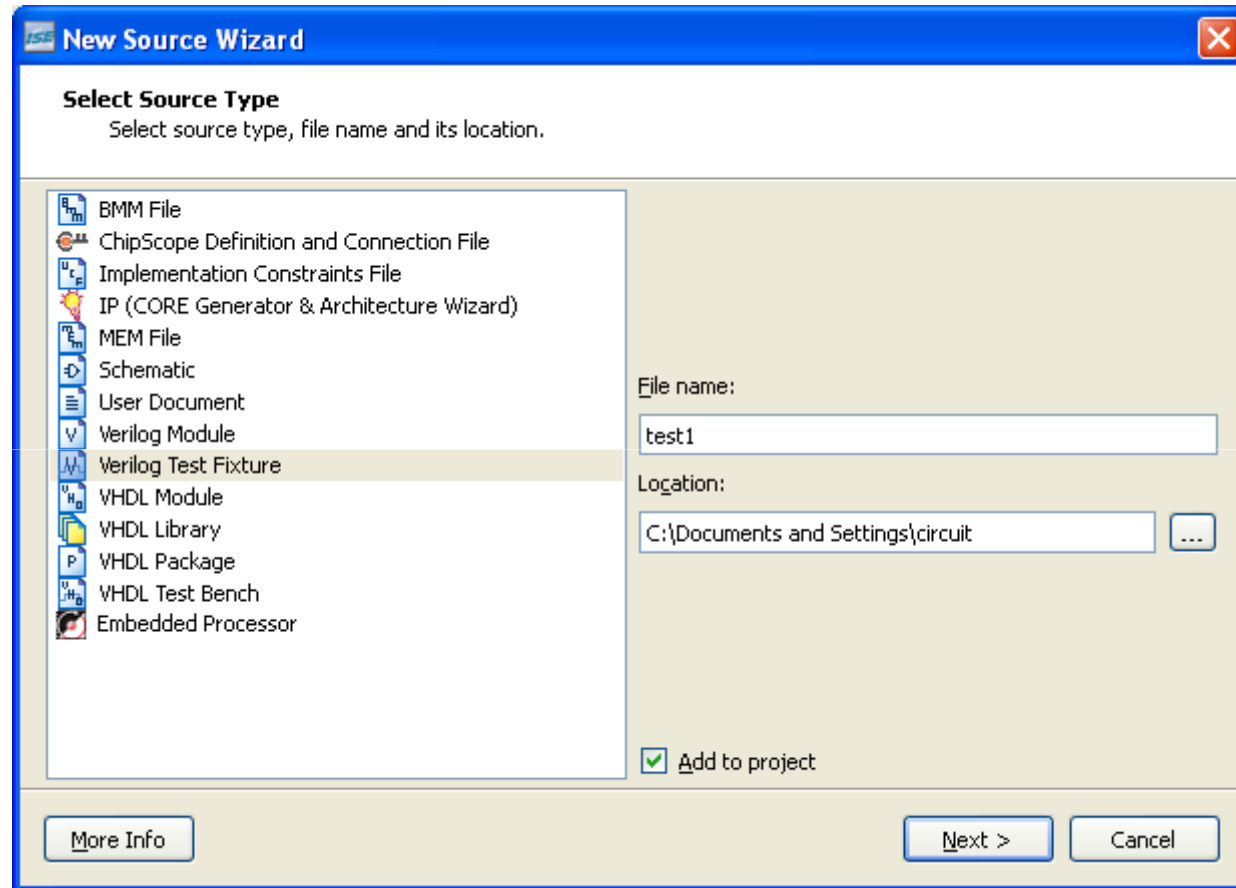 ISE New Source Wizard
Select Source Type
Select source type, file name and its location.
BMM File
ChipScope Definition and Connection File
Implementation Constraints File
IP (CORE Generator & Architecture Wizard)
MEM File
Schematic
User Document
Verilog Module
Verilog Test Fixture
VHDL Module
VHDL Library
VHDL Package
VHDL Test Bench
Embedded Processor
File name:
test1
Location:
C:\Documents and Settings\circuit
...
Add to project
More Info
Next >
Cancel